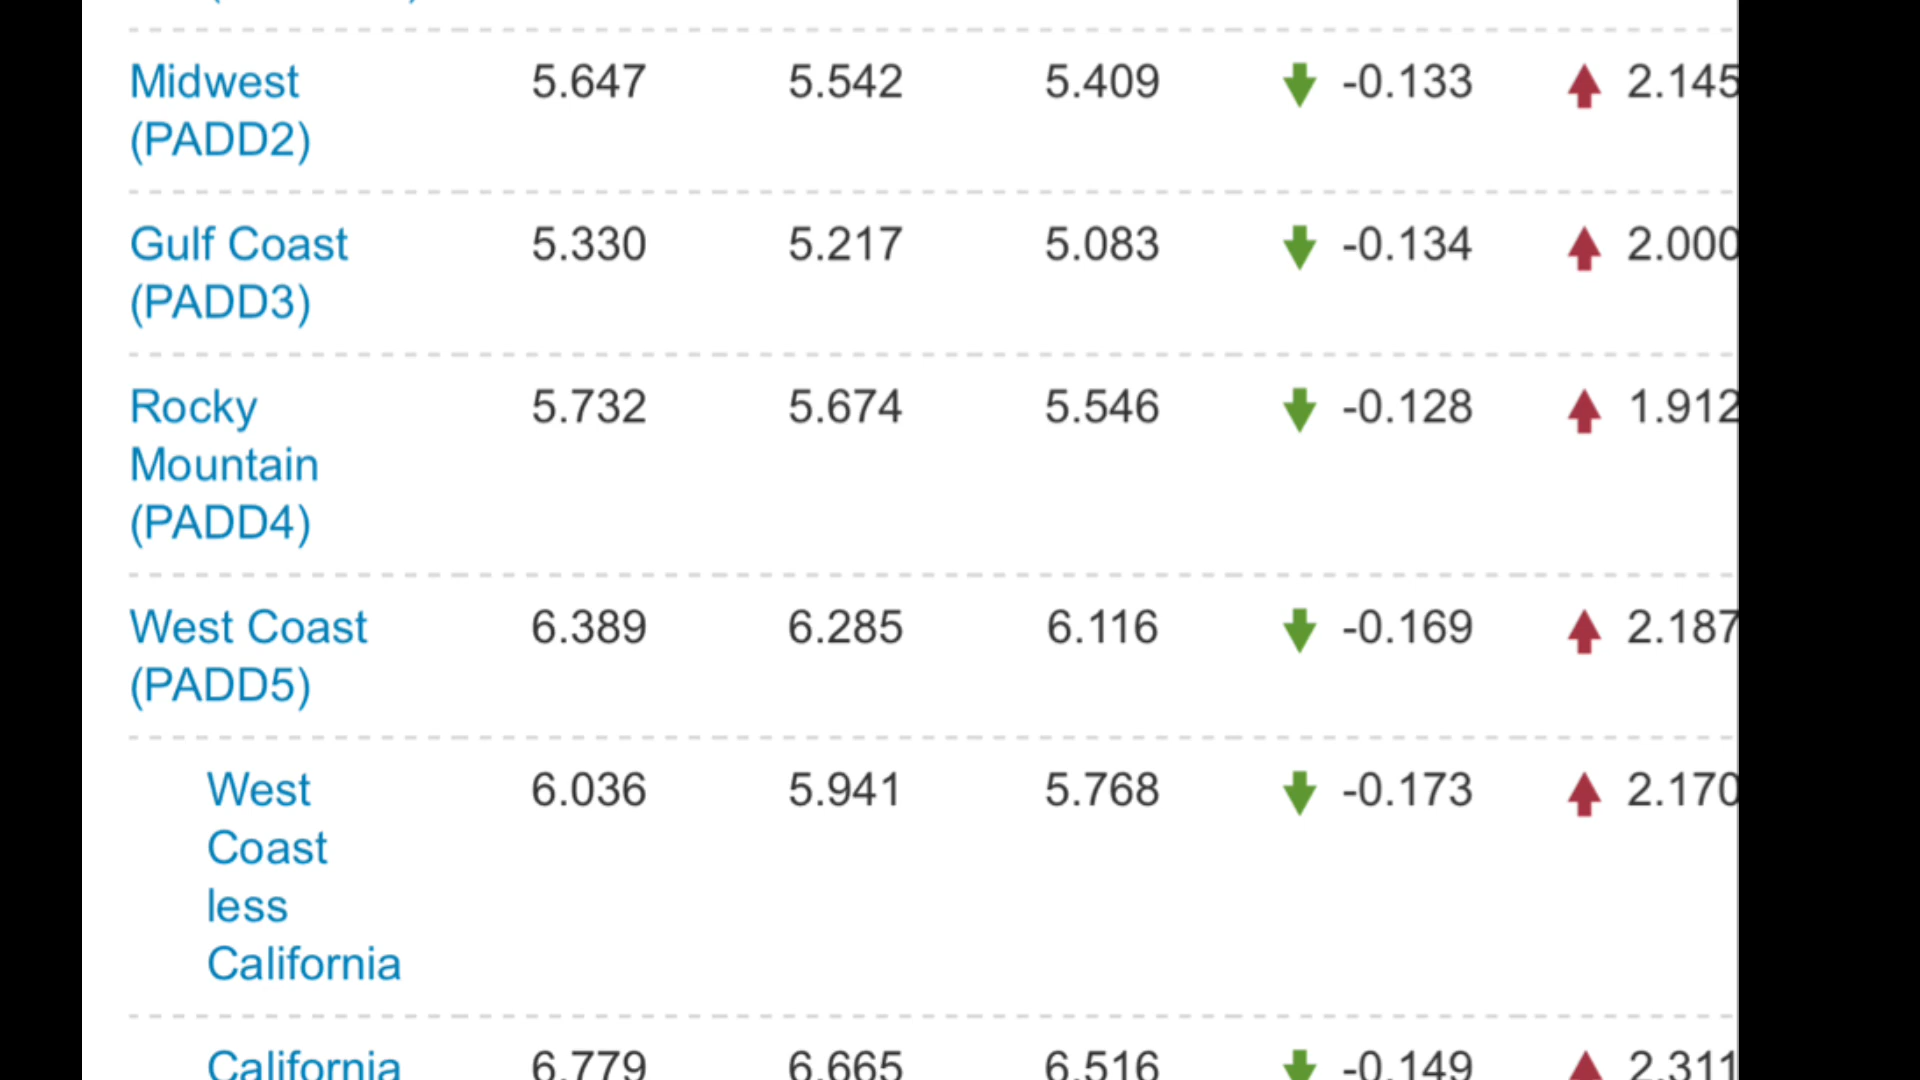 Midwest 5.647 5.542 5.409 -0.133 2.145
(PADD2)
Gulf Coast 5.330 5.217 5.083 -0.134 2.000
(PADD3)
Rocky 5.732 5.674 5.546 -0.128 1.912
Mountain
(PADD4)
West Coast 6.389 6.285 6.116 -0.169 2.187
(PADD5)
West 6.036 5.941 5.768 -0.173 2.170
Coast
less
California
California 6.779 6.665 6.516 -0.149 2.311